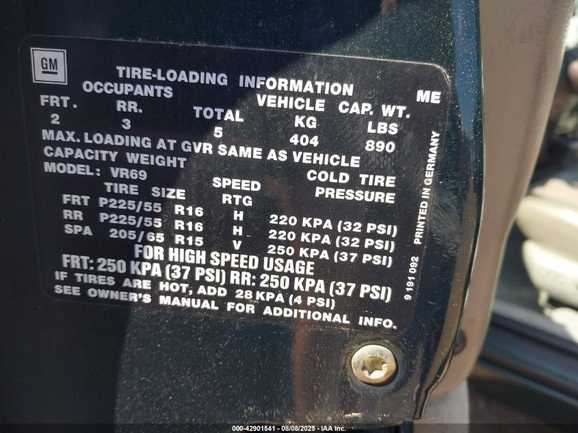 GM
TIRE-LOADING INFORMATION
OCCUPANTS VEHICLE CAP. WT. ME
FRT. RR. TOTAL KG LBS
2 3 5 404 890
MAX. LOADING AT GVR SAME AS VEHICLE
CAPACITY WEIGHT
MODEL: VR69 COLD TIRE
TIRE SIZE SPEED PRESSURE
RTG
FRT P225/55 R16 H 220 KPA (32 PSI)
RR P225/55 R16 H 220 KPA (32 PSI)
SPA 205/65 R15 V 250 KPA (37 PSI)
FOR HIGH SPEED USAGE
FRT: 250 KPA (37 PSI) RR: 250 KPA (37 PSI)
IF TIRES ARE HOT, ADD 28 KPA (4 PSI)
SEE OWNER'S MANUAL FOR ADDITIONAL INFO.
9 191 092 PRINTED IN GERMANY
000-42901541 - 08/08/2025 - IAA Inc.